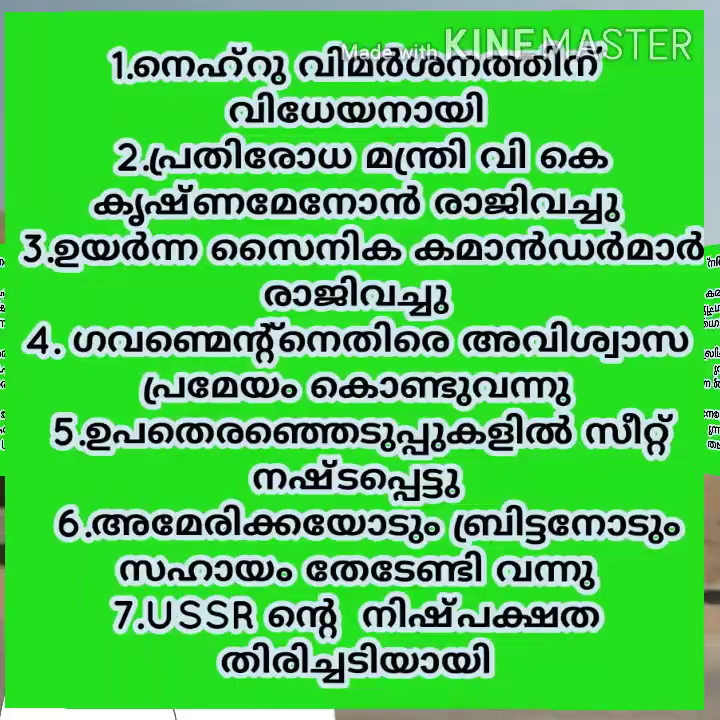 Made with KINEMASTER
1.നെഹ്റു വിമർശനത്തിന്
വിധേയനായി
2.പ്രതിരോധ മന്ത്രി വി കെ
കൃഷ്ണമേനോൻ രാജിവച്ചു
3.ഉയർന്ന സൈനിക കമാൻഡർമാർ
രാജിവച്ചു
4. ഗവണ്മെന്റ്നെതിരെ അവിശ്വാസ
പ്രമേയം കൊണ്ടുവന്നു
5.ഉപതെരഞ്ഞെടുപ്പുകളിൽ സീറ്റ്
നഷ്ടപ്പെട്ടു
6.അമേരിക്കയോടും ബ്രിട്ടനോടും
സഹായം തേടേണ്ടി വന്നു
7.USSR ന്റെ നിഷ്പക്ഷത
തിരിച്ചടിയായി